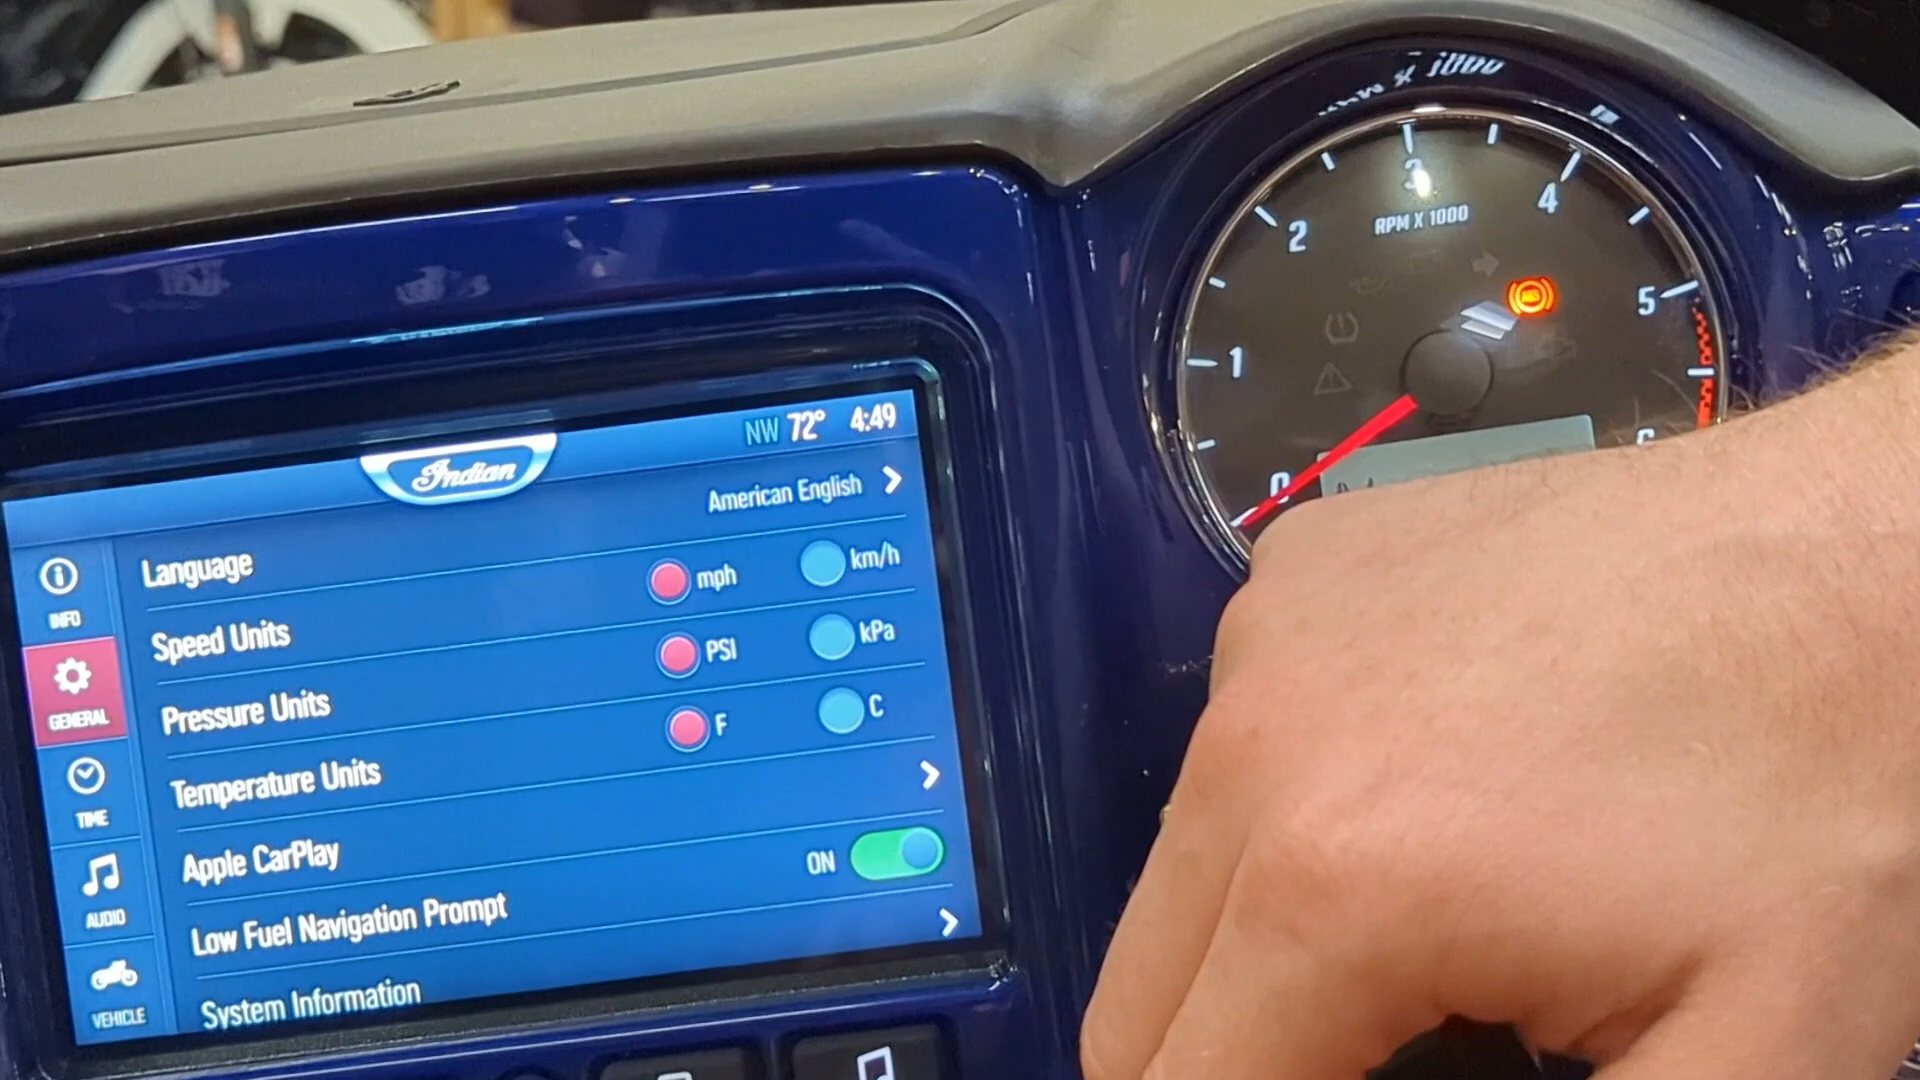 NW 72° 4:49
Indian
American English
INFO
Language
mph km/h
Speed Units
PSI kPa
GENERAL
Pressure Units
F C
Temperature Units
TIME
Apple CarPlay
ON
AUDIO
Low Fuel Navigation Prompt
VEHICLE
System Information
0
1
2
3
4
5
RPM X 1000
ABS